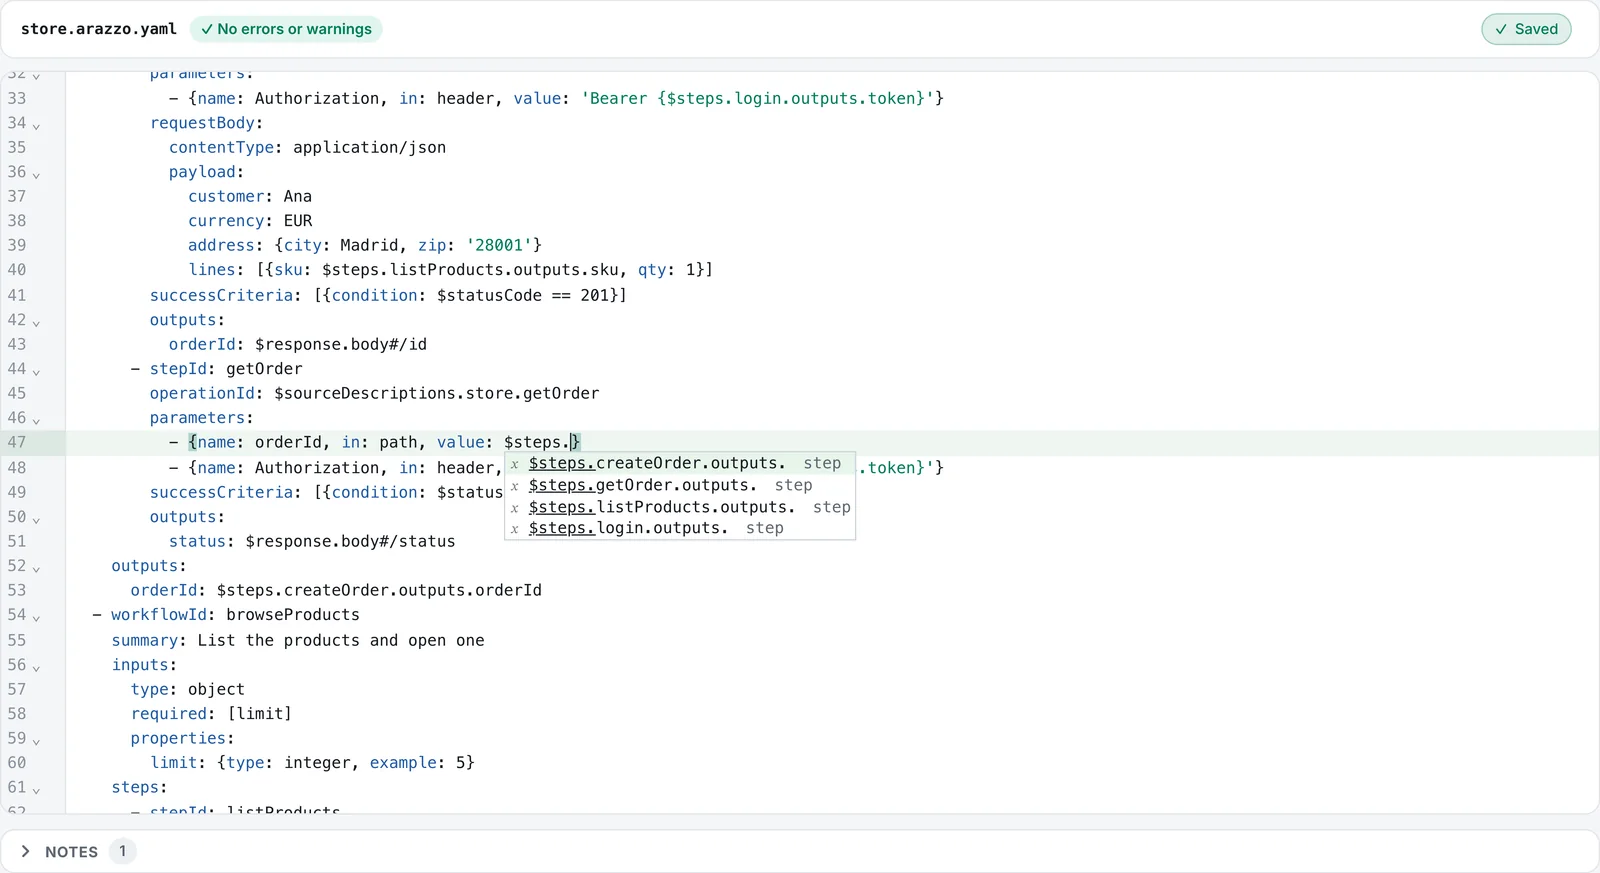 store.arazzo.yaml ✓ No errors or warnings ✓ Saved
32 parameters:
33 - {name: Authorization, in: header, value: 'Bearer {$steps.login.outputs.token}'}
34 requestBody:
35 contentType: application/json
36 payload:
37 customer: Ana
38 currency: EUR
39 address: {city: Madrid, zip: '28001'}
40 lines: [{sku: $steps.listProducts.outputs.sku, qty: 1}]
41 successCriteria: [{condition: $statusCode == 201}]
42 outputs:
43 orderId: $response.body#/id
44 - stepId: getOrder
45 operationId: $sourceDescriptions.store.getOrder
46 parameters:
47 - {name: orderId, in: path, value: $steps.}
x $steps.createOrder.outputs. step
x $steps.getOrder.outputs. step
x $steps.listProducts.outputs. step
x $steps.login.outputs. step
48 - {name: Authorization, in: header, .token}'}
49 successCriteria: [{condition: $status
50 outputs:
51 status: $response.body#/status
52 outputs:
53 orderId: $steps.createOrder.outputs.orderId
54 - workflowId: browseProducts
55 summary: List the products and open one
56 inputs:
57 type: object
58 required: [limit]
59 properties:
60 limit: {type: integer, example: 5}
61 steps:
62 - stepId: listProducts
NOTES 1